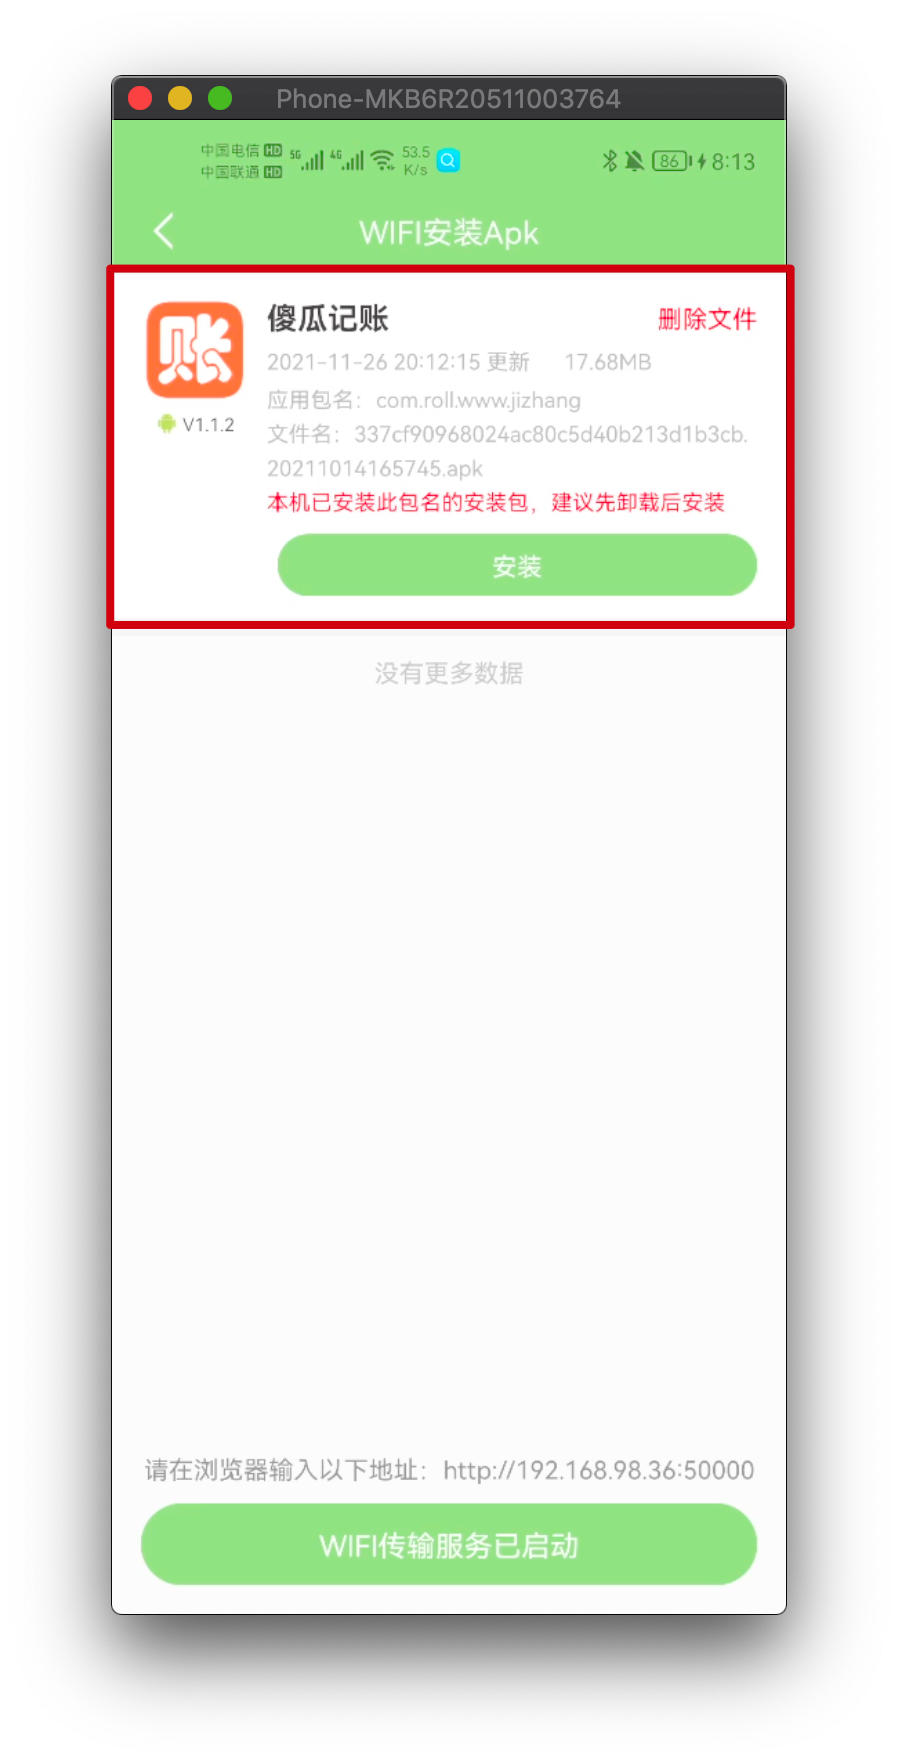 Phone-MKB6R20511003764
中国电信 HD 5G 4G 53.5 86 8:13
中国联通 HD K/s
WIFI安装Apk
账
傻瓜记账 删除文件
2021-11-26 20:12:15 更新 17.68MB
应用包名：com.roll.www.jizhang
V1.1.2
文件名：337cf90968024ac80c5d40b213d1b3cb.
20211014165745.apk
本机已安装此包名的安装包，建议先卸载后安装
安装
没有更多数据
请在浏览器输入以下地址：http://192.168.98.36:50000
WIFI传输服务已启动